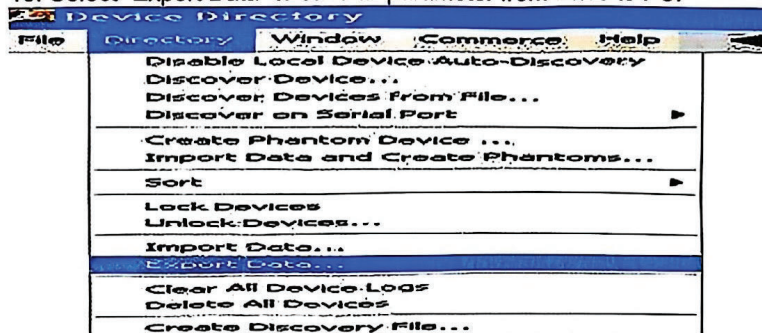 Device Directory
File Directory Window Commerce Help
Disable Local Device Auto-Discovery
Discover Device...
Discover Devices from File...
Discover on Serial Port
Create Phantom Device ...
Import Data and Create Phantoms...
Sort
Lock Devices
Unlock Devices...
Import Data...
Export Data...
Clear All Device Logs
Delete All Devices
Create Discovery File...